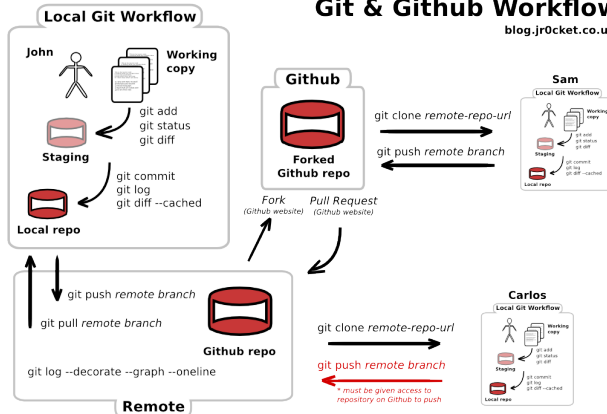 Git & Github Workflow
blog.jr0cket.co.u
Local Git Workflow
John
Working
copy
git add
git status
git diff
Staging
git commit
git log
git diff --cached
Local repo
Github
Forked
Github repo
git clone remote-repo-url
git push remote branch
Sam
Local Git Workflow
Working
copy
git add
git status
git diff
Staging
git commit
git log
git diff --cached
Local repo
Fork
(Github website)
Pull Request
(Github website)
git push remote branch
git pull remote branch
Github repo
git log --decorate --graph --oneline
Remote
git clone remote-repo-url
git push remote branch
* must be given access to
repository on Github to push
Carlos
Local Git Workflow
Working
copy
git add
git status
git diff
Staging
git commit
git log
git diff --cached
Local repo